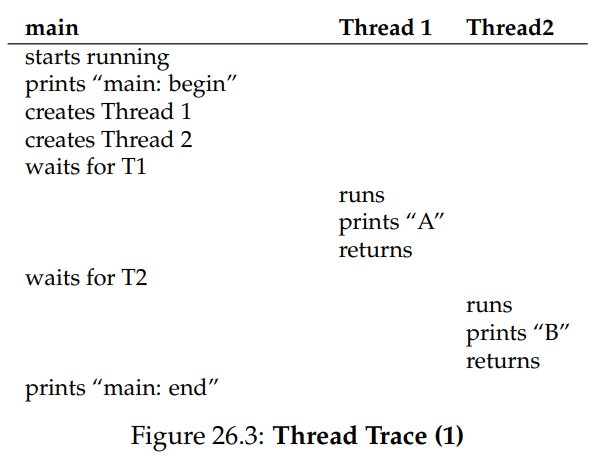 main Thread 1 Thread2
starts running
prints “main: begin”
creates Thread 1
creates Thread 2
waits for T1
runs
prints “A”
returns
waits for T2
runs
prints “B”
returns
prints “main: end”
Figure 26.3: Thread Trace (1)